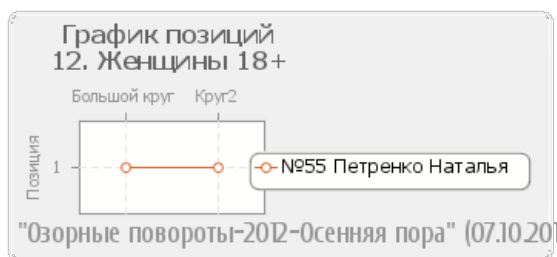 График позиций
12. Женщины 18+
Большой круг Круг2
Позиция
1
№55 Петренко Наталья
"Озорные повороты-2012-Осенняя пора" (07.10.201